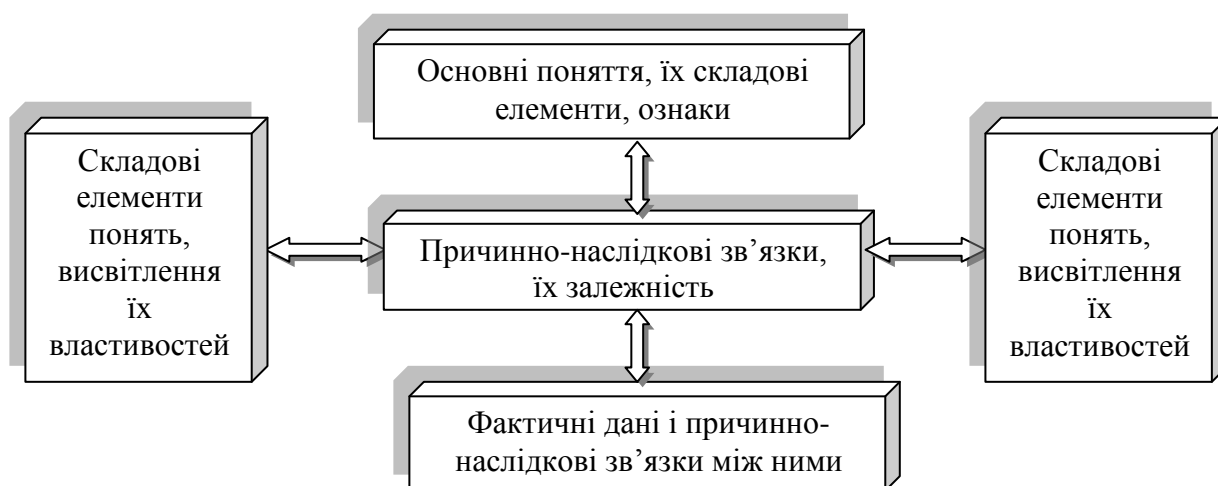 Основні поняття, їх складові
елементи, ознаки
Складові
елементи
понять,
висвітлення
їх
властивостей
Причинно-наслідкові зв’язки,
їх залежність
Складові
елементи
понять,
висвітлення
їх
властивостей
Фактичні дані і причинно-
наслідкові зв’язки між ними